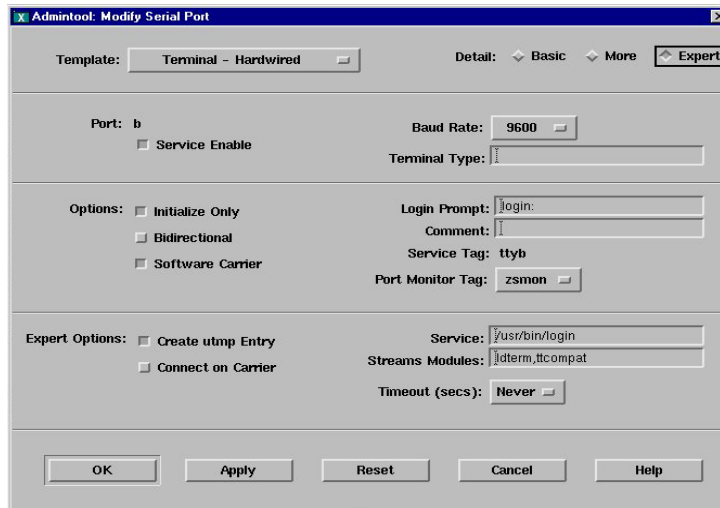 Admintool: Modify Serial Port
Template: Terminal - Hardwired Detail: Basic More Expert
Port: b Baud Rate: 9600
Service Enable
Terminal Type:
Options: Initialize Only Login Prompt: login:
Bidirectional Comment:
Software Carrier Service Tag: ttyb
Port Monitor Tag: zsmon
Expert Options: Create utmp Entry Service: /usr/bin/login
Connect on Carrier Streams Modules: ldterm,ttcompat
Timeout (secs): Never
OK Apply Reset Cancel Help